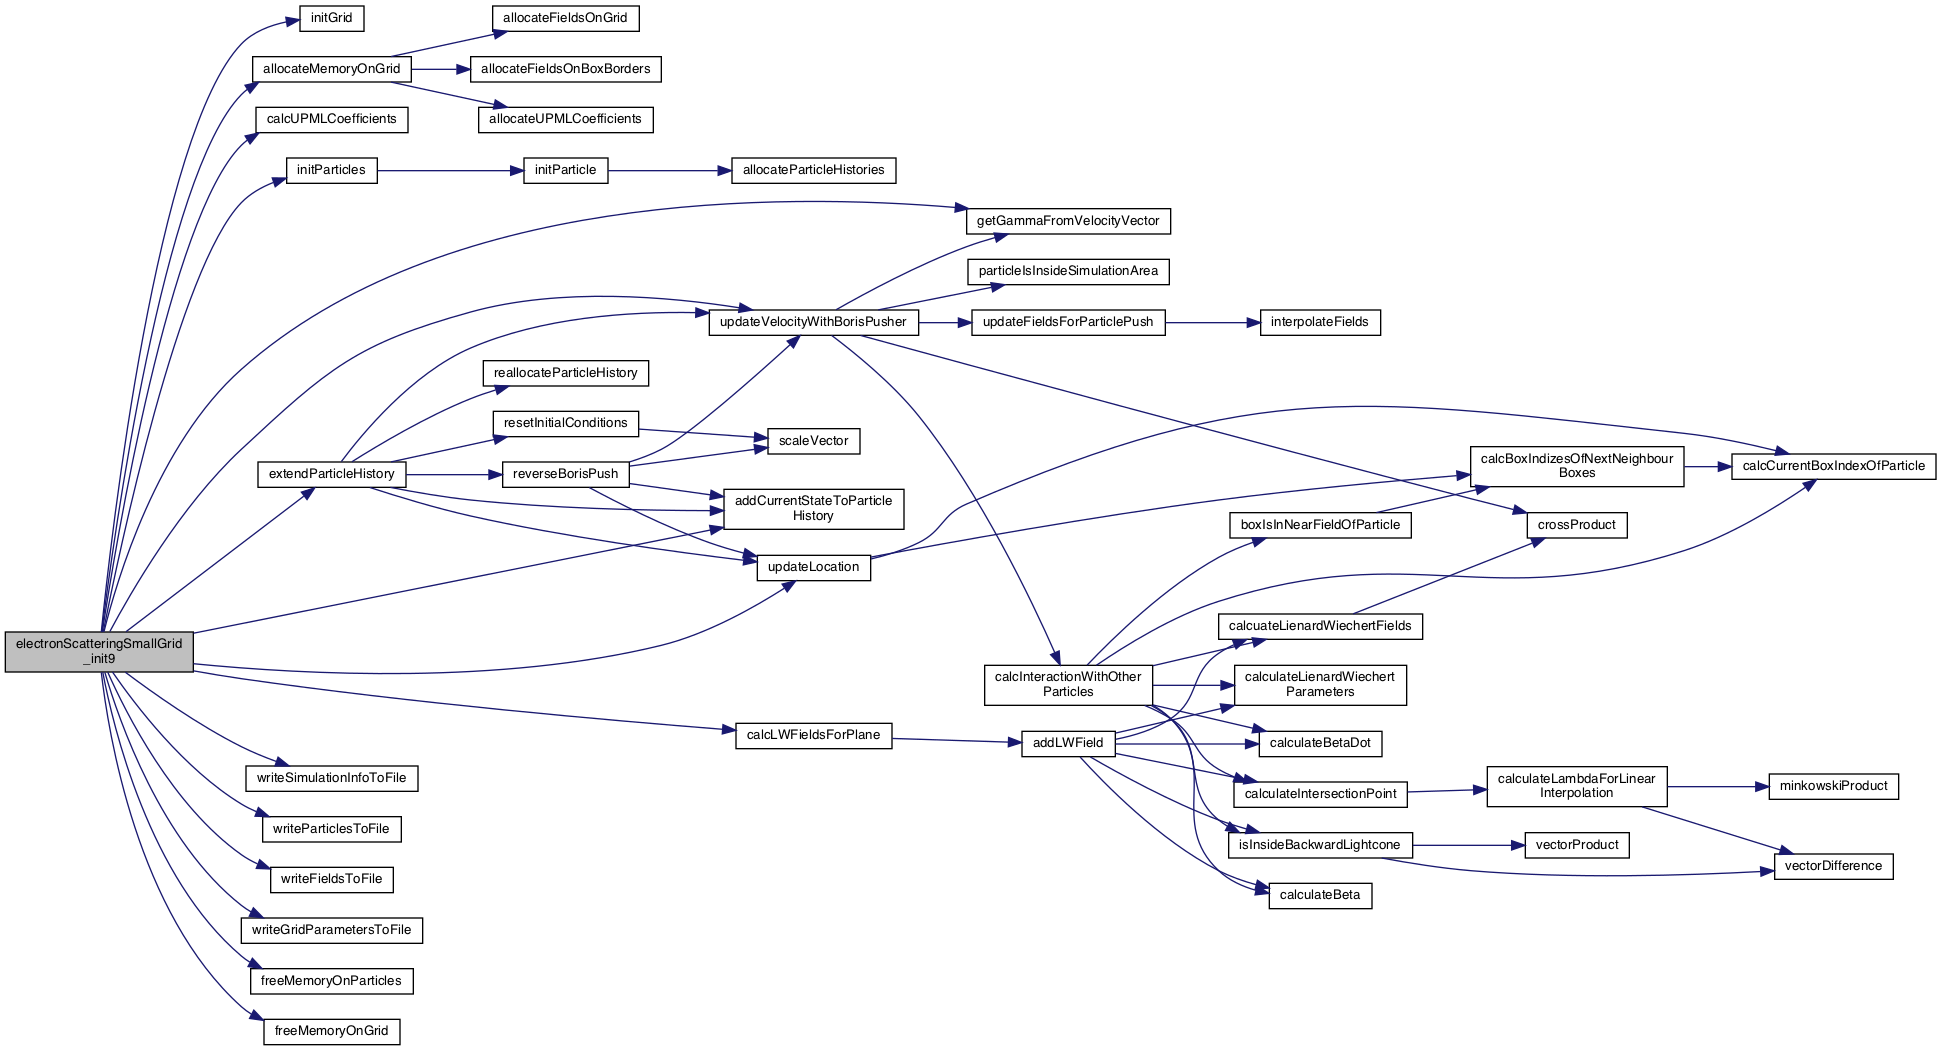 initGrid
allocateFieldsOnGrid
allocateMemoryOnGrid
allocateFieldsOnBoxBorders
calcUPMLCoefficients
allocateUPMLCoefficients
initParticles
initParticle
allocateParticleHistories
getGammaFromVelocityVector
particleIsInsideSimulationArea
updateVelocityWithBorisPusher
updateFieldsForParticlePush
interpolateFields
reallocateParticleHistory
resetInitialConditions
scaleVector
extendParticleHistory
reverseBorisPush
calcBoxIndizesOfNextNeighbour
Boxes
calcCurrentBoxIndexOfParticle
addCurrentStateToParticle
History
boxIsInNearFieldOfParticle
crossProduct
updateLocation
calcuateLienardWiechertFields
electronScatteringSmallGrid
_init9
calcInteractionWithOther
Particles
calculateLienardWiechert
Parameters
calcLWFieldsForPlane
addLWField
calculateBetaDot
writeSimulationInfoToFile
calculateIntersectionPoint
calculateLambdaForLinear
Interpolation
minkowskiProduct
writeParticlesToFile
isInsideBackwardLightcone
vectorProduct
vectorDifference
writeFieldsToFile
calculateBeta
writeGridParametersToFile
freeMemoryOnParticles
freeMemoryOnGrid